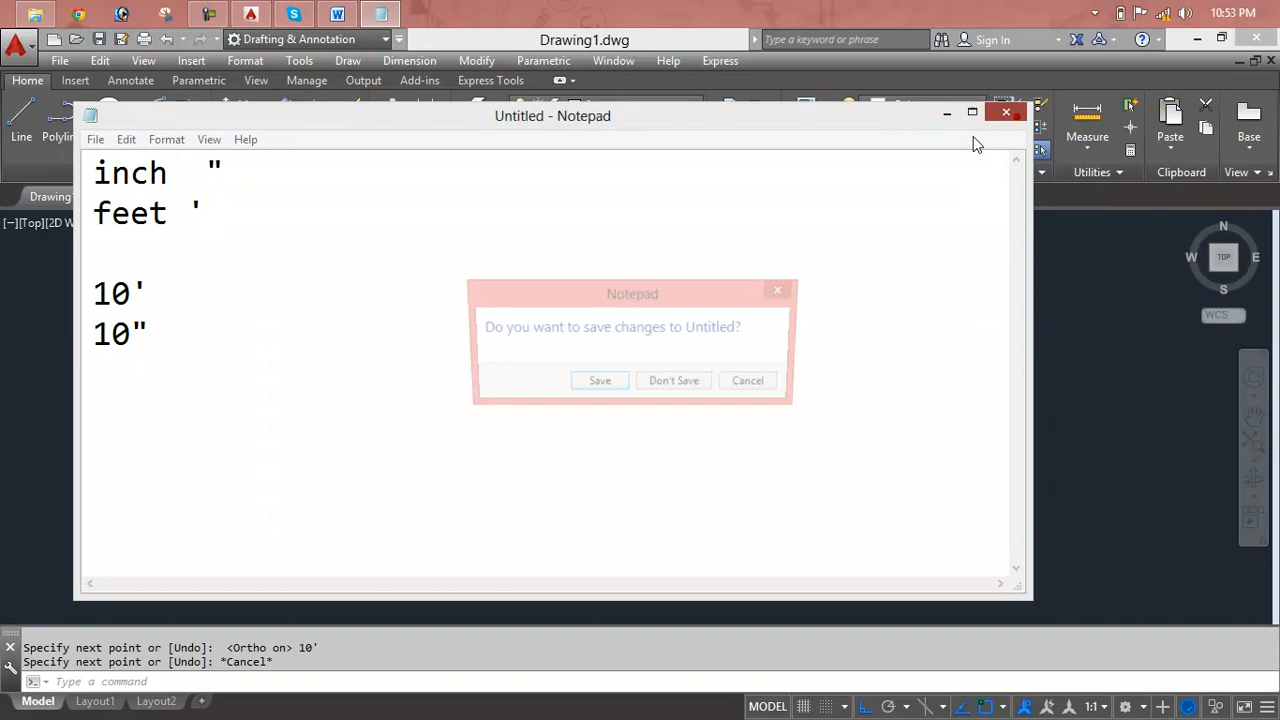 10:53 PM
Drafting & Annotation
Drawing1.dwg
Type a keyword or phrase
Sign In
File Edit View Insert Format Tools Draw Dimension Modify Parametric Window Help Express
Home Insert Annotate Parametric View Manage Output Add-ins Express Tools
Line
Measure
Paste
Base
Utilities
Clipboard
View
Untitled - Notepad
File Edit Format View Help
inch "
feet '
10'
10"
Notepad
Do you want to save changes to Untitled?
Save Don't Save Cancel
[−][Top]
N
W TOP E
S
WCS
Specify next point or [Undo]: <Ortho on> 10'
Specify next point or [Undo]: *Cancel*
Type a command
Model Layout1 Layout2 +
MODEL
1:1